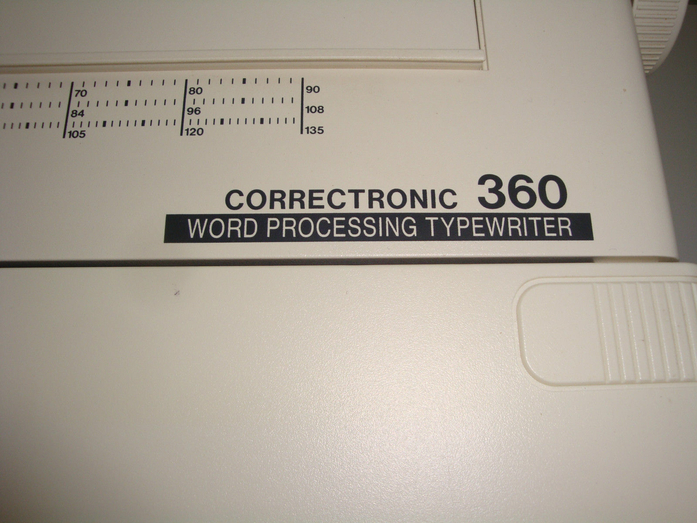 70 80 90
84 96 108
105 120 135
CORRECTRONIC 360
WORD PROCESSING TYPEWRITER